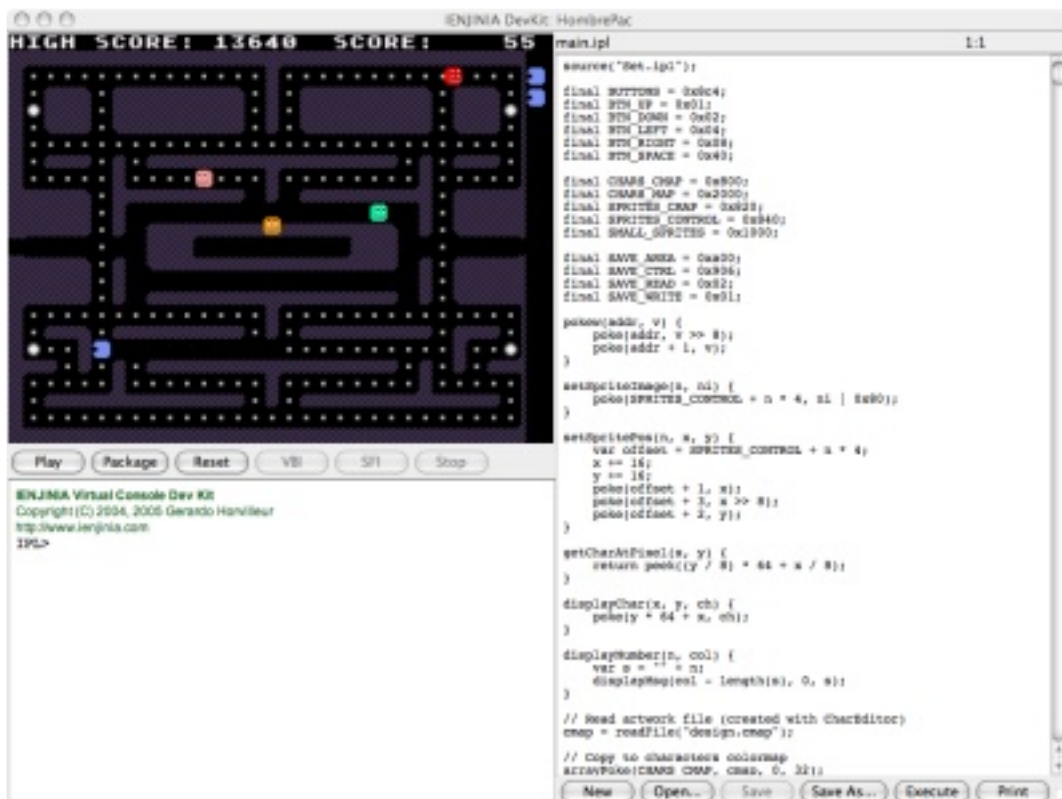 IENJINIA DevKit: HombrePac
HIGH SCORE: 13640 SCORE: 55
main.ipl 1:1
source("Set.ipl");
final BUTTONS = 0x8c4;
final BTN_UP = 0x01;
final BTN_DOWN = 0x02;
final BTN_LEFT = 0x04;
final BTN_RIGHT = 0x08;
final BTN_SPACE = 0x40;
final CHARS_CMAP = 0x800;
final CHARS_MAP = 0x2000;
final SPRITES_CMAP = 0x820;
final SPRITES_CONTROL = 0x840;
final SMALL_SPRITES = 0x1000;
final SAVE_AREA = 0xa00;
final SAVE_CTRL = 0x906;
final SAVE_READ = 0x02;
final SAVE_WRITE = 0x01;
pokew(addr, v) {
poke(addr, v >> 8);
poke(addr + 1, v);
}
setSpriteImage(n, ni) {
poke(SPRITES_CONTROL + n * 4, ni | 0x80);
}
setSpritePos(n, x, y) {
var offset = SPRITES_CONTROL + n * 4;
x += 16;
y += 16;
poke(offset + 1, x);
poke(offset + 3, x >> 8);
poke(offset + 2, y);
}
getCharAtPixel(x, y) {
return peek((y / 8) * 64 + x / 8);
}
displayChar(x, y, ch) {
poke(y * 64 + x, ch);
}
displayNumber(n, col) {
var s = "" + n;
displayMsg(col - length(s), 0, s);
}
// Read artwork file (created with CharEditor)
cmap = readFile("design.cmap");
// Copy to characters colormap
arrayPoke(CHARS_CMAP, cmap, 0, 32);
Play Package Reset VBI SFI Stop
IENJINIA Virtual Console Dev Kit
Copyright (C) 2004, 2005 Gerardo Horvilleur
http://www.ienjinia.com
IPL>
New Open... Save Save As... Execute Print